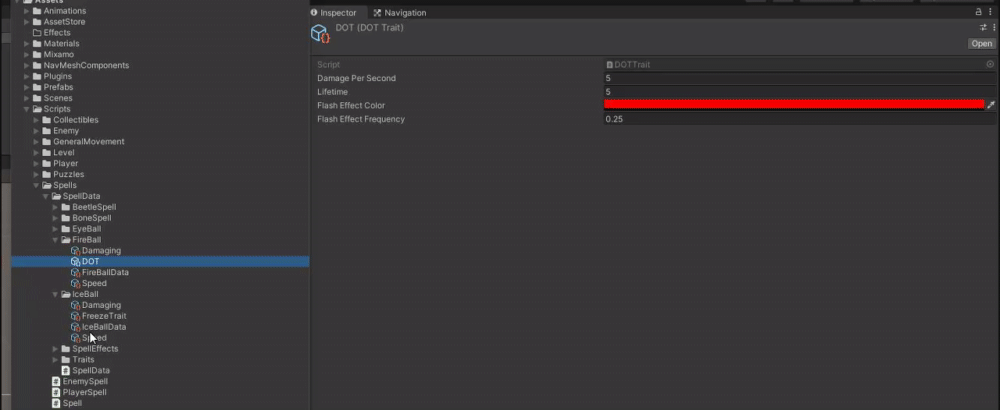 Assets
Animations
AssetStore
Effects
Materials
Mixamo
NavMeshComponents
Plugins
Prefabs
Scenes
Scripts
Collectibles
Enemy
GeneralMovement
Level
Player
Puzzles
Spells
SpellData
BeetleSpell
BoneSpell
EyeBall
FireBall
Damaging
DOT
FireBallData
Speed
IceBall
Damaging
FreezeTrait
IceBallData
Speed
SpellEffects
Traits
SpellData
EnemySpell
PlayerSpell
Spell
Inspector Navigation
DOT (DOT Trait)
Open
Script DOTTrait
Damage Per Second 5
Lifetime 5
Flash Effect Color
Flash Effect Frequency 0.25